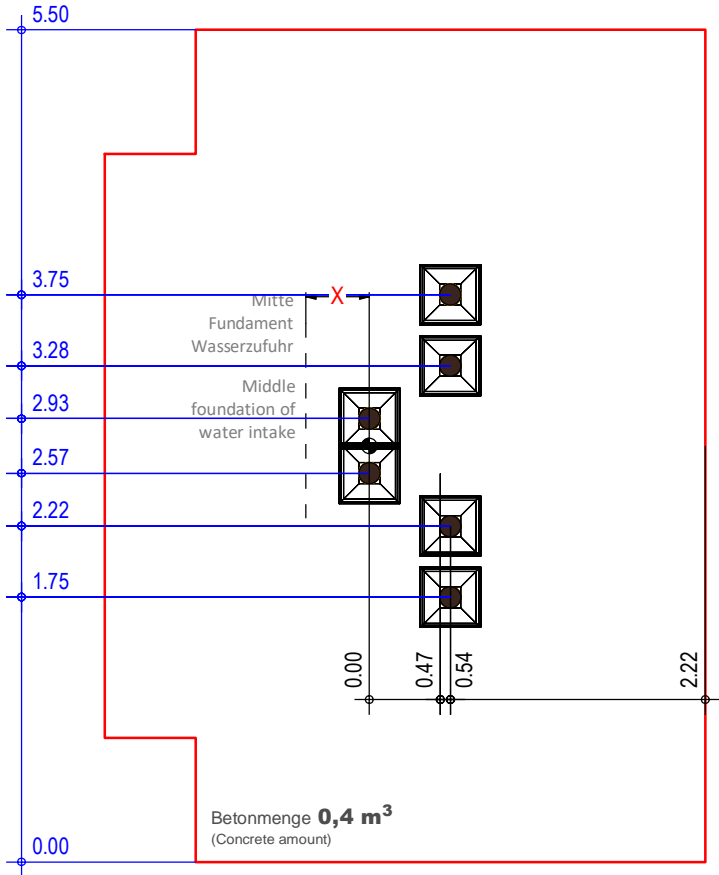 5.50
3.75
X
Mitte
Fundament
Wasserzufuhr
3.28
Middle
foundation of
water intake
2.93
2.57
2.22
1.75
0.00
0.47
0.54
2.22
Betonmenge 0,4 m³
(Concrete amount)
0.00